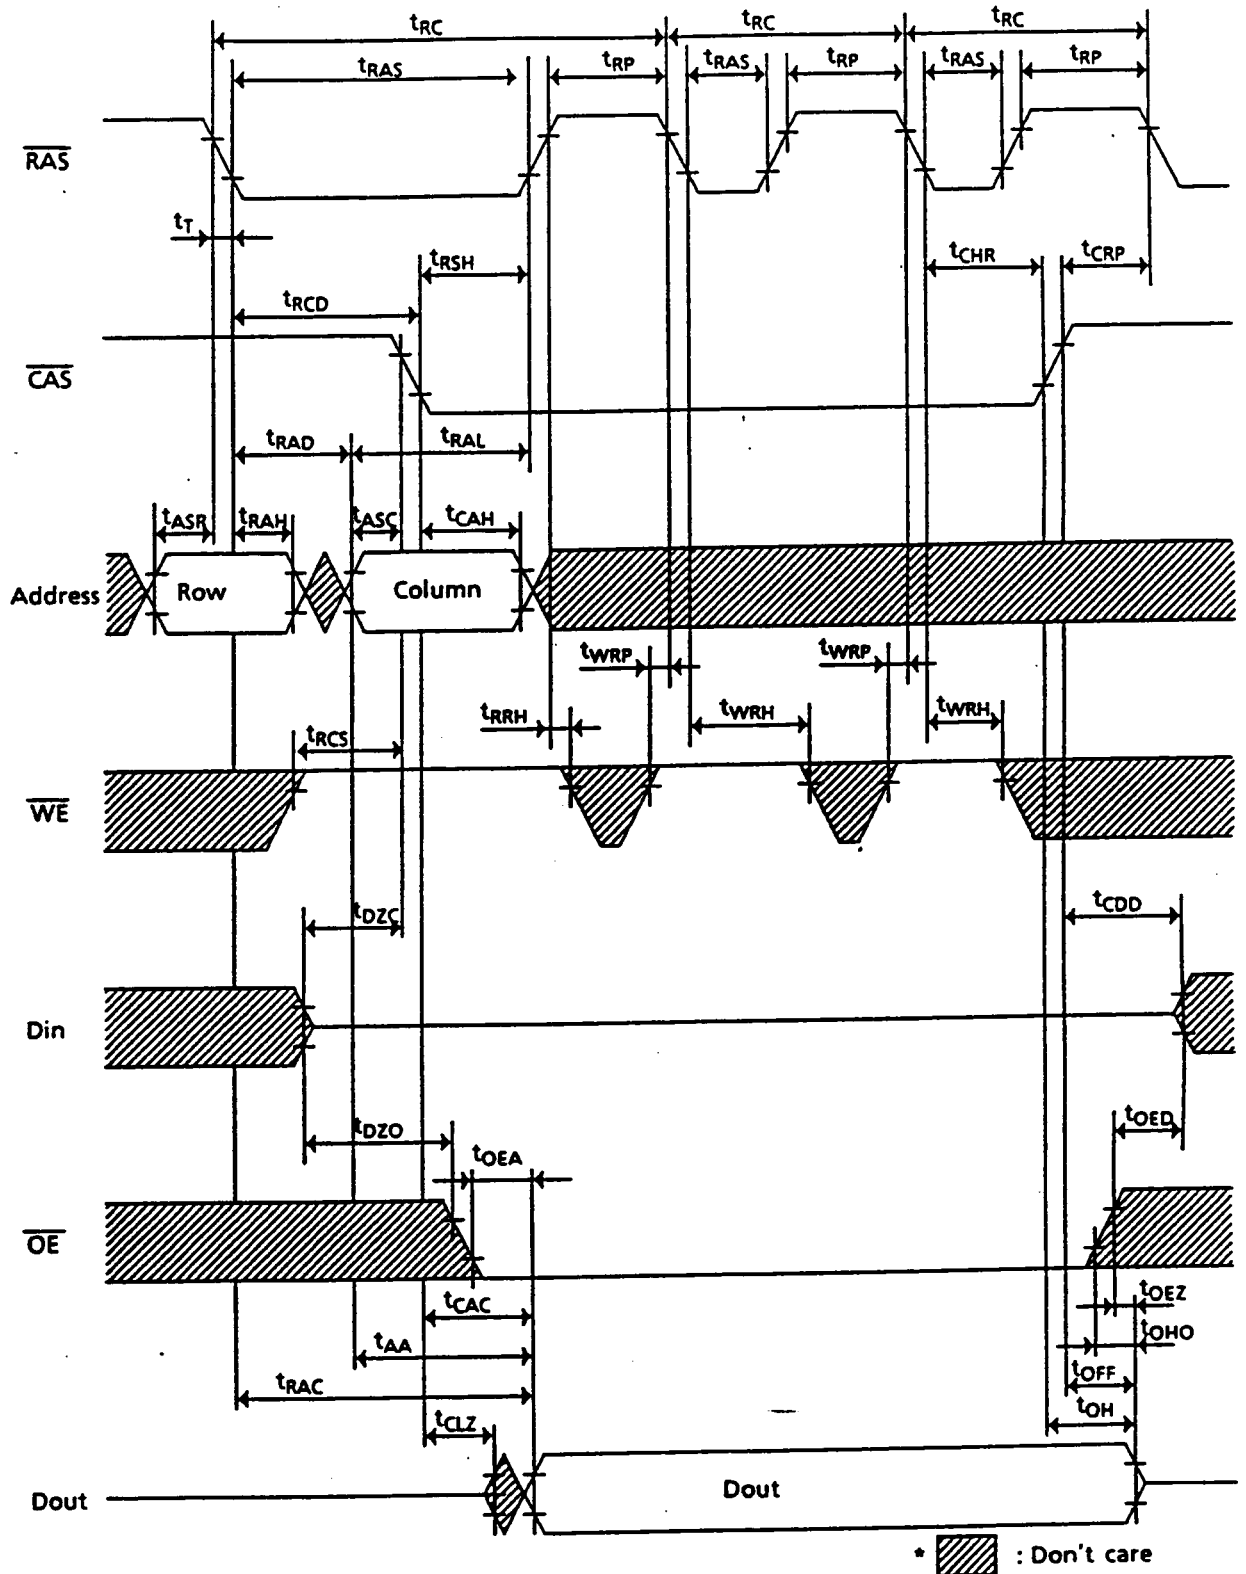 tRC tRC tRC
tRAS tRP tRAS tRP tRAS tRP
RAS
tT
tRSH tCHR tCRP
tRCD
CAS
tRAD tRAL
tASR tRAH tASC tCAH
Address Row Column
tWRP tWRP
tRRH tWRH tWRH
tRCS
WE
tDZC tCDD
Din
tDZO tOED
tOEA
OE
tCAC tOEZ
tAA tOHO
tRAC tOFF
tCLZ tOH
Dout Dout
* : Don't care